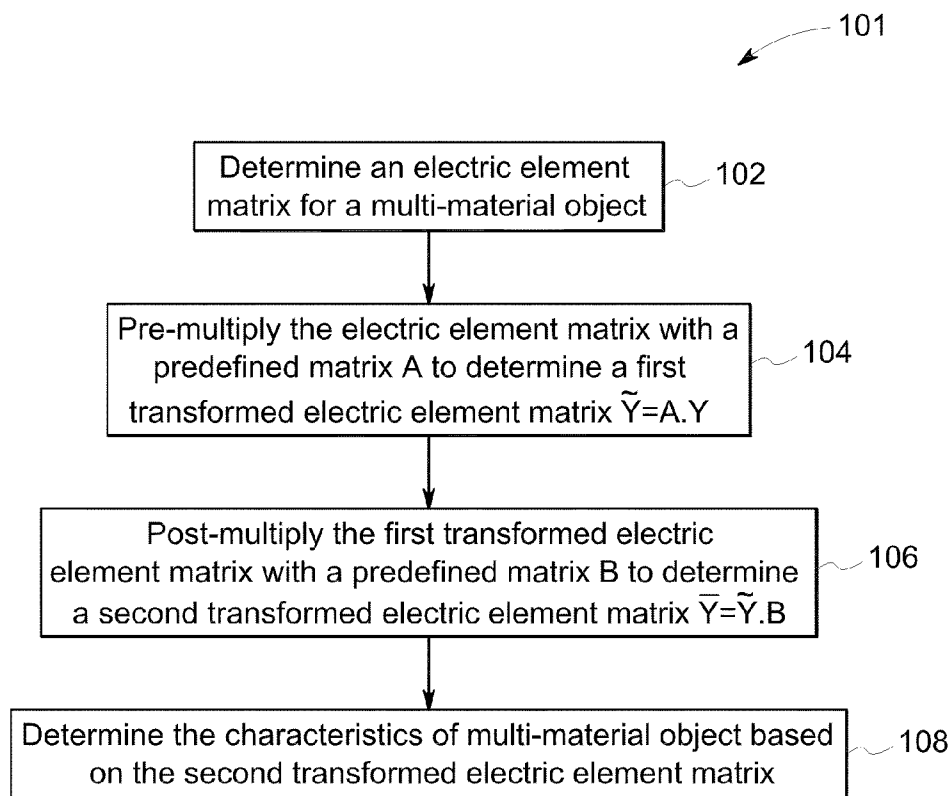 101
Determine an electric element
matrix for a multi-material object
102
Pre-multiply the electric element matrix with a
predefined matrix A to determine a first
transformed electric element matrix Ỹ=A.Y
104
Post-multiply the first transformed electric
element matrix with a predefined matrix B to determine
a second transformed electric element matrix Y̅=Ỹ.B
106
Determine the characteristics of multi-material object based
on the second transformed electric element matrix
108